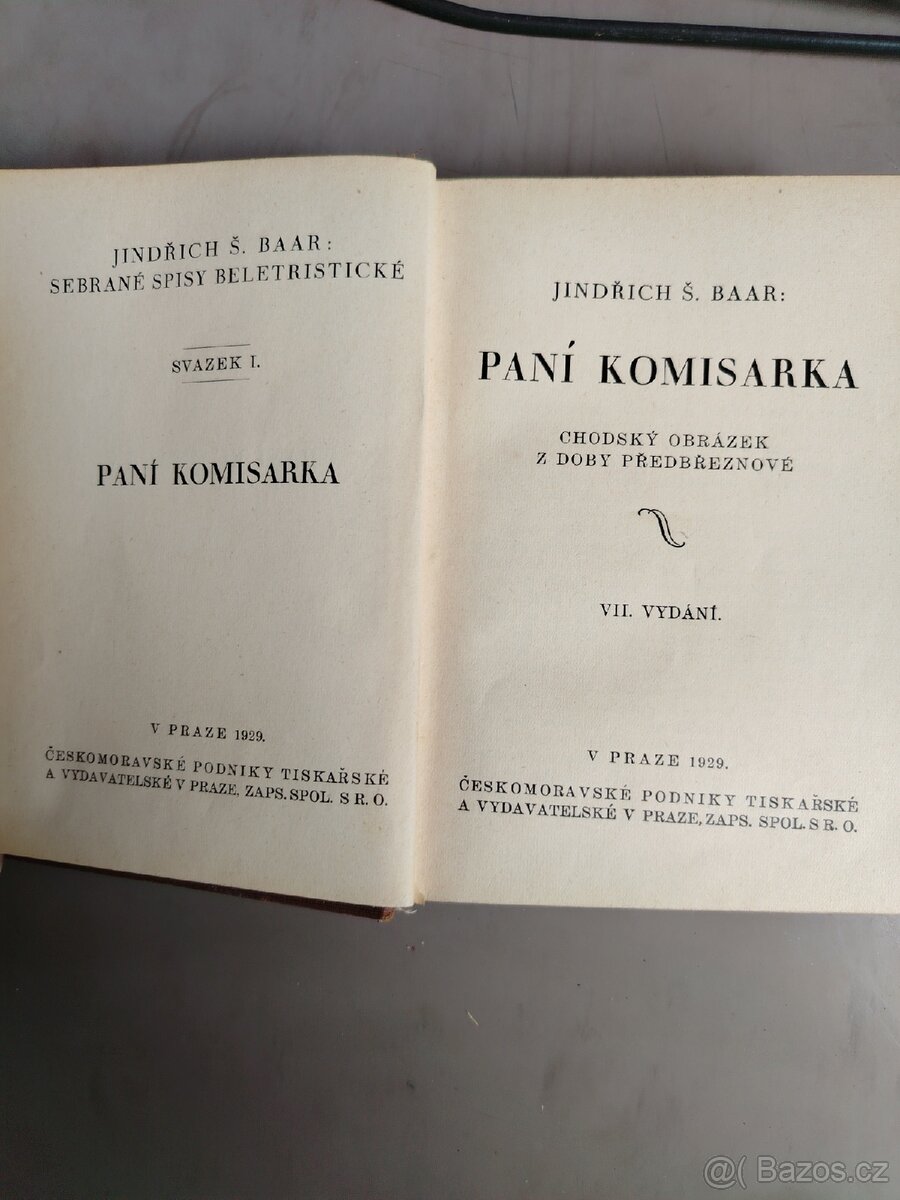 JINDŘICH Š. BAAR:
SEBRANÉ SPISY BELETRISTICKÉ
SVAZEK I.
PANÍ KOMISARKA
V PRAZE 1929.
ČESKOMORAVSKÉ PODNIKY TISKAŘSKÉ
A VYDAVATELSKÉ V PRAZE, ZAPS. SPOL. S R. O.
JINDŘICH Š. BAAR:
PANÍ KOMISARKA
CHODSKÝ OBRÁZEK
Z DOBY PŘEDBŘEZNOVÉ
VII. VYDÁNÍ.
V PRAZE 1929.
ČESKOMORAVSKÉ PODNIKY TISKAŘSKÉ
A VYDAVATELSKÉ V PRAZE, ZAPS. SPOL. S R. O.
@( Bazos.cz